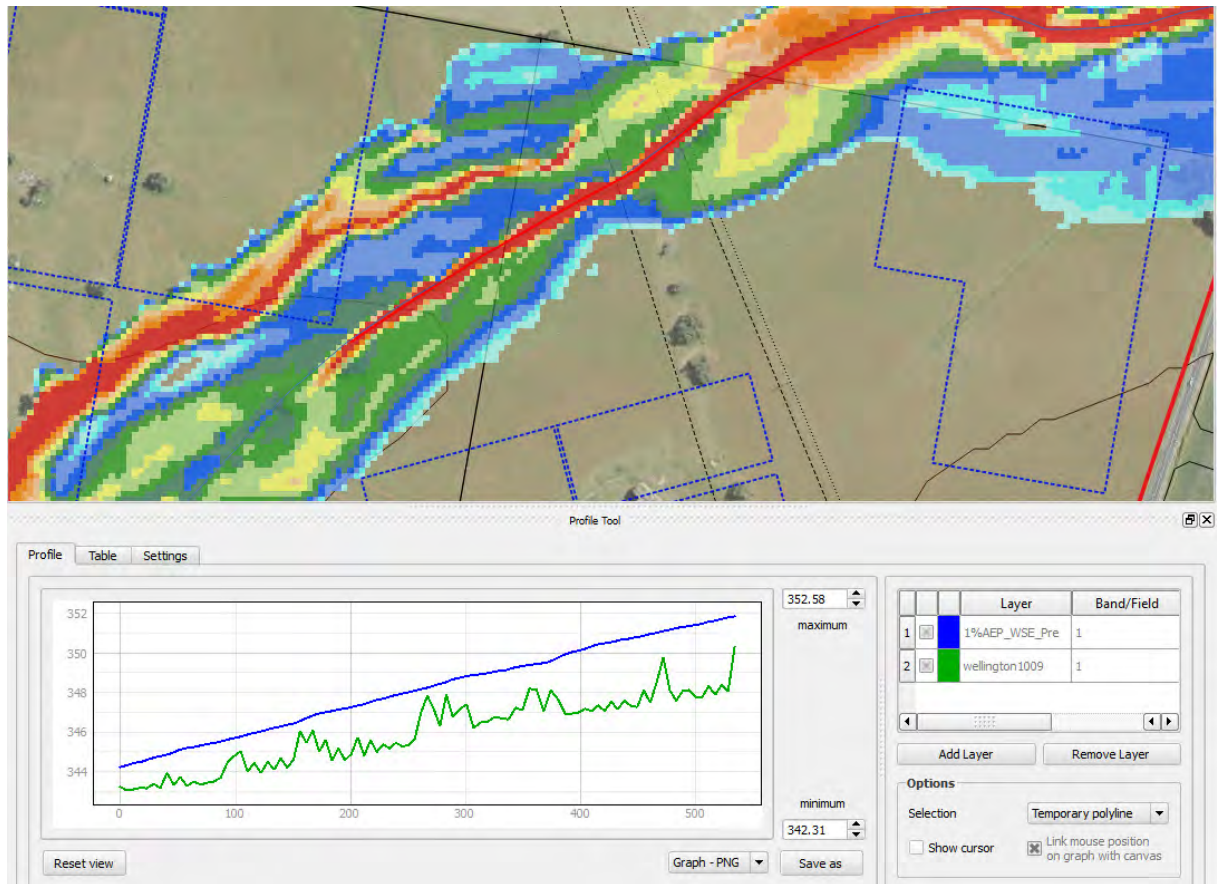 Profile Tool
Profile Table Settings
352
350
348
346
344
0 100 200 300 400 500
352.58
maximum
minimum
342.31
Layer Band/Field
1 1%AEP_WSE_Pre 1
2 wellington1009 1
Add Layer Remove Layer
Options
Selection Temporary polyline
Show cursor Link mouse position
on graph with canvas
Reset view Graph - PNG Save as